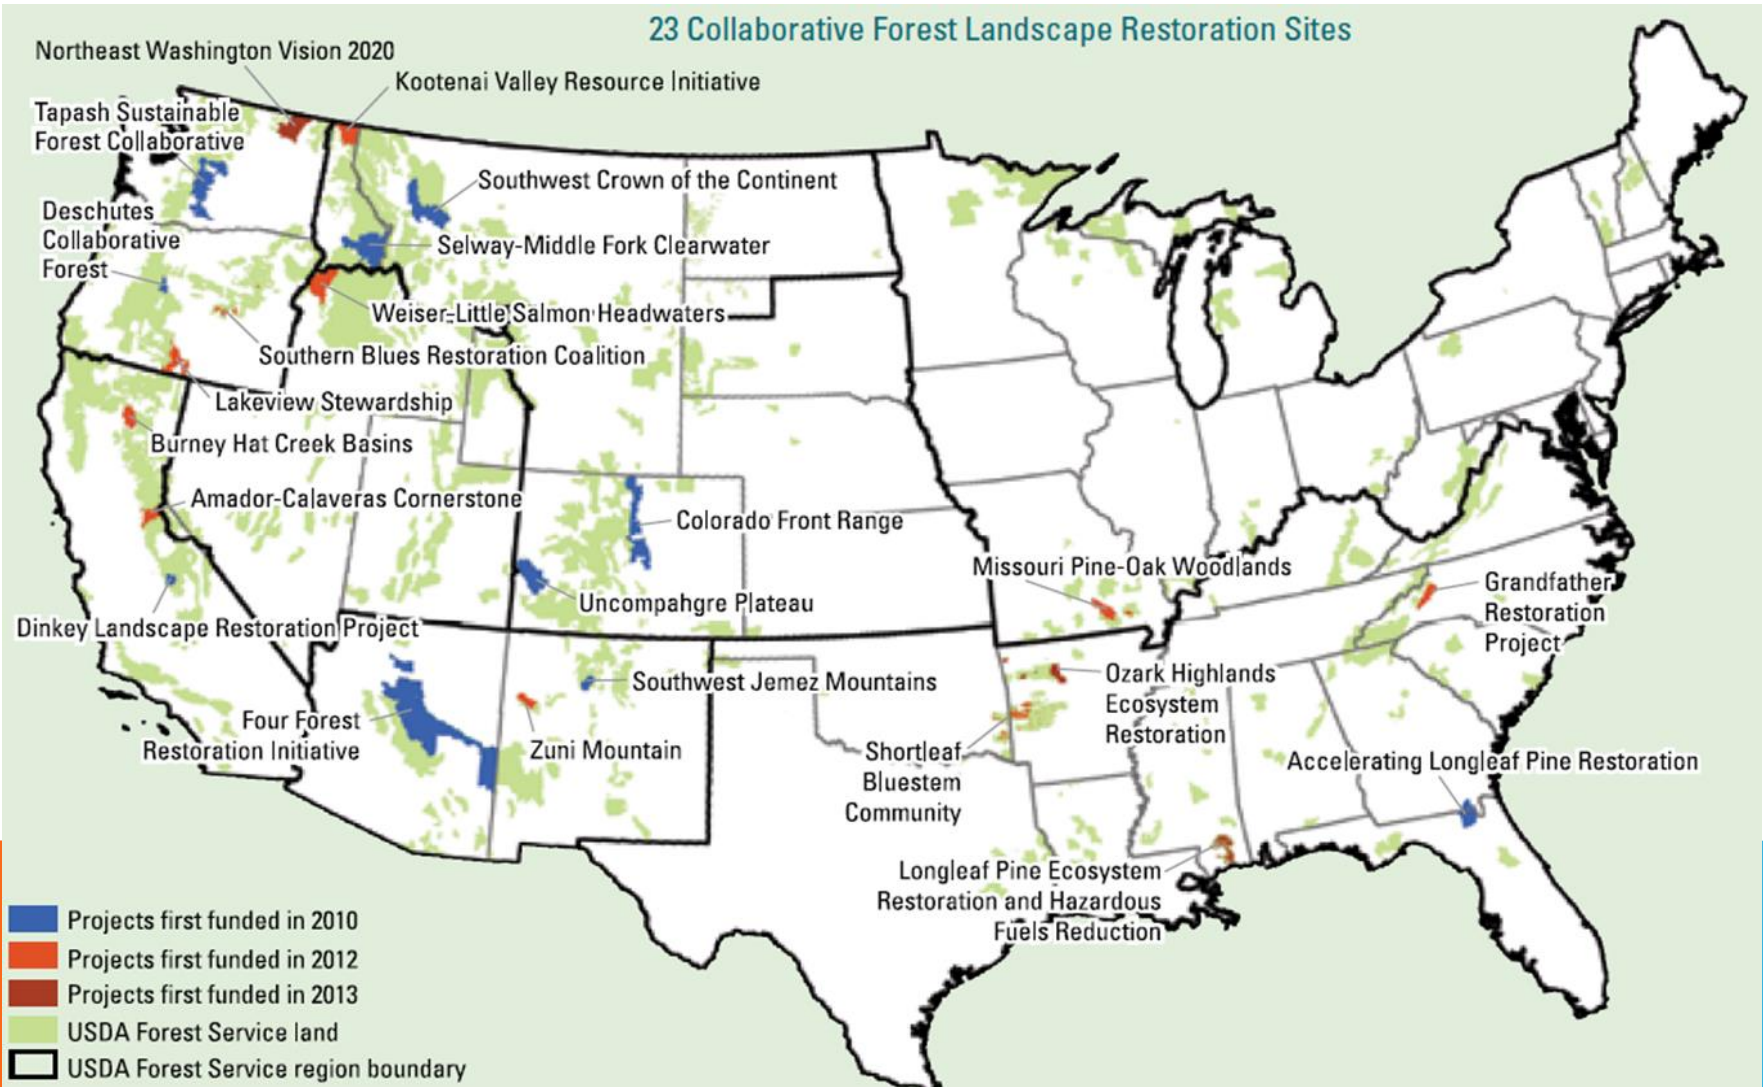 23 Collaborative Forest Landscape Restoration Sites
Northeast Washington Vision 2020
Kootenai Valley Resource Initiative
Tapash Sustainable
Forest Collaborative
Southwest Crown of the Continent
Deschutes
Collaborative
Forest
Selway-Middle Fork Clearwater
Weiser-Little Salmon Headwaters
Southern Blues Restoration Coalition
Lakeview Stewardship
Burney Hat Creek Basins
Amador-Calaveras Cornerstone
Colorado Front Range
Missouri Pine-Oak Woodlands
Grandfather
Restoration
Project
Uncompahgre Plateau
Dinkey Landscape Restoration Project
Southwest Jemez Mountains
Ozark Highlands
Ecosystem
Restoration
Four Forest
Restoration Initiative
Zuni Mountain
Shortleaf
Bluestem
Community
Accelerating Longleaf Pine Restoration
Longleaf Pine Ecosystem
Restoration and Hazardous
Fuels Reduction
Projects first funded in 2010
Projects first funded in 2012
Projects first funded in 2013
USDA Forest Service land
USDA Forest Service region boundary